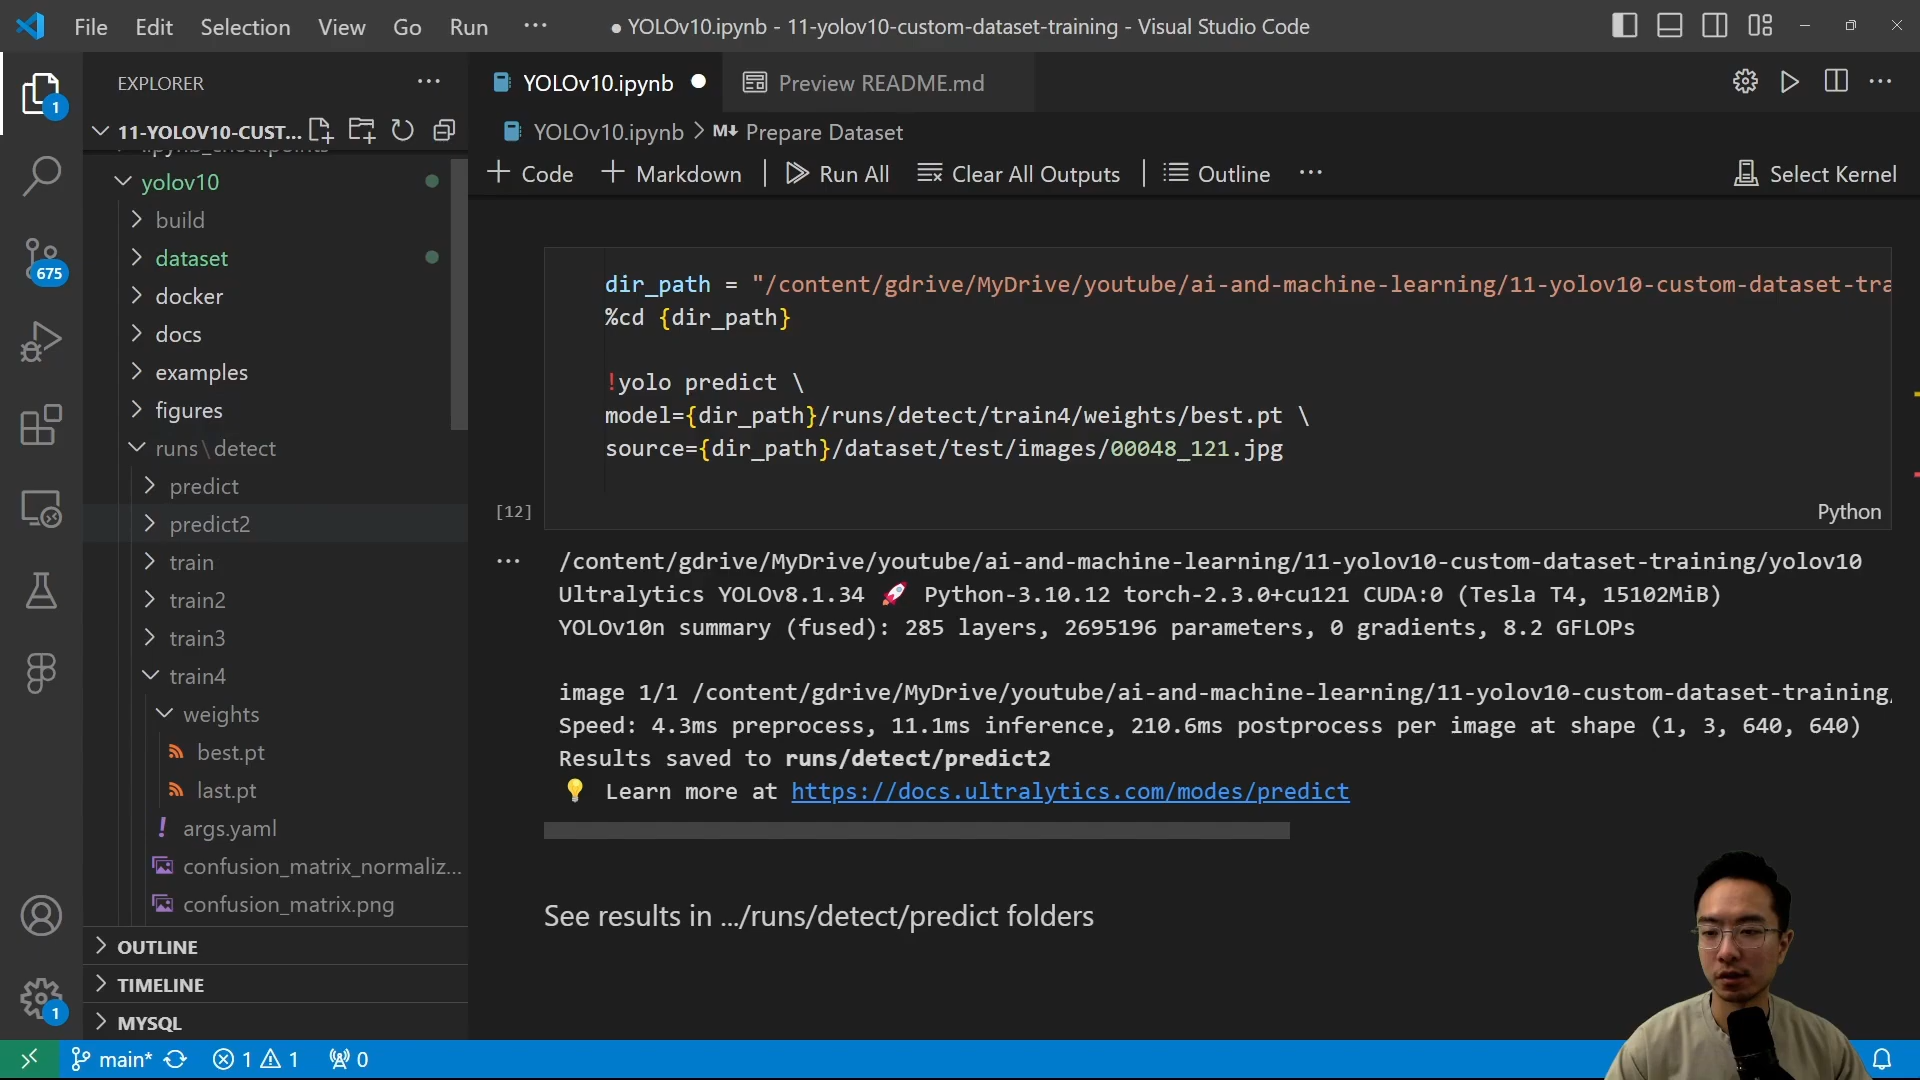 File Edit Selection View Go Run ···
● YOLOv10.ipynb - 11-yolov10-custom-dataset-training - Visual Studio Code
EXPLORER
YOLOv10.ipynb
Preview README.md
11-YOLOV10-CUST...
YOLOv10.ipynb > M↓ Prepare Dataset
.ipynb_checkpoints
+ Code + Markdown | Run All Clear All Outputs | Outline ···
Select Kernel
yolov10
build
dataset
docker
docs
examples
figures
runs\detect
predict
predict2
train
train2
train3
train4
weights
best.pt
last.pt
! args.yaml
confusion_matrix_normaliz...
confusion_matrix.png
OUTLINE
TIMELINE
MYSQL
1
675
1
dir_path = "/content/gdrive/MyDrive/youtube/ai-and-machine-learning/11-yolov10-custom-dataset-tra
%cd {dir_path}
!yolo predict \
model={dir_path}/runs/detect/train4/weights/best.pt \
source={dir_path}/dataset/test/images/00048_121.jpg
[12]
Python
/content/gdrive/MyDrive/youtube/ai-and-machine-learning/11-yolov10-custom-dataset-training/yolov10
Ultralytics YOLOv8.1.34 🚀 Python-3.10.12 torch-2.3.0+cu121 CUDA:0 (Tesla T4, 15102MiB)
YOLOv10n summary (fused): 285 layers, 2695196 parameters, 0 gradients, 8.2 GFLOPs
image 1/1 /content/gdrive/MyDrive/youtube/ai-and-machine-learning/11-yolov10-custom-dataset-training/
Speed: 4.3ms preprocess, 11.1ms inference, 210.6ms postprocess per image at shape (1, 3, 640, 640)
Results saved to runs/detect/predict2
💡 Learn more at https://docs.ultralytics.com/modes/predict
See results in .../runs/detect/predict folders
main* 1 1 0